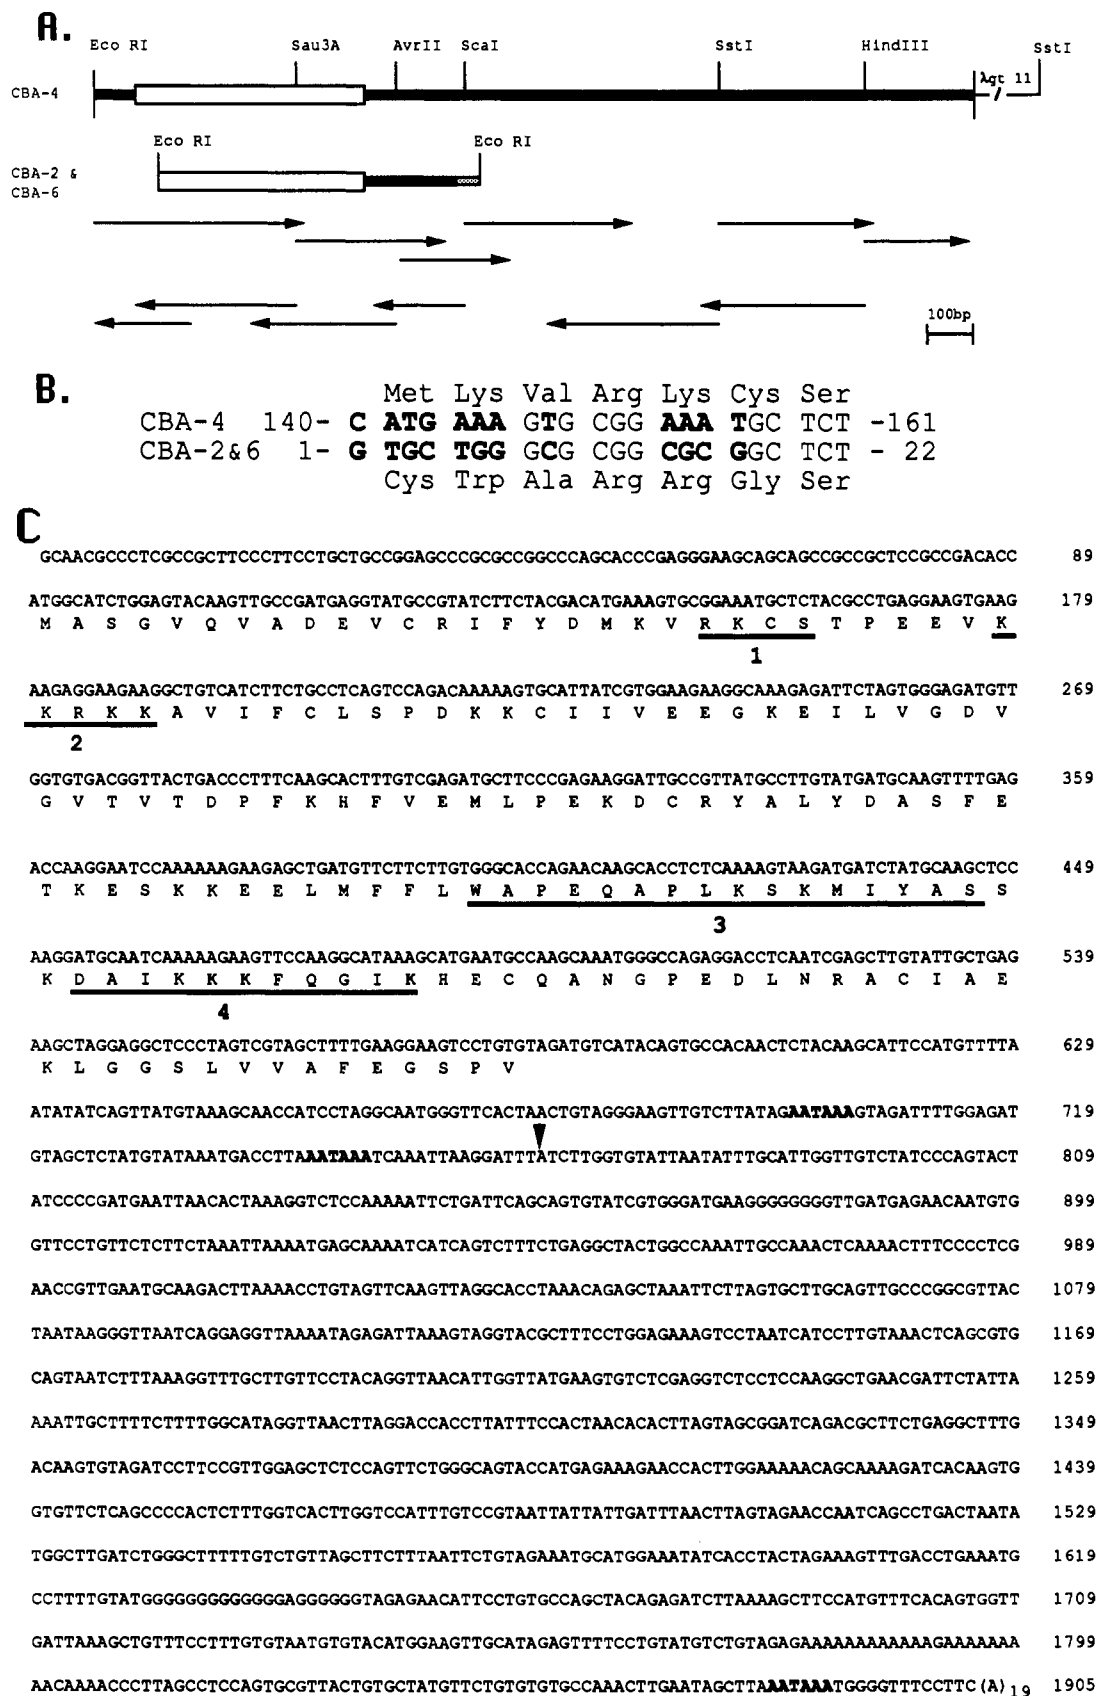 A.
Eco RI Sau3A AvrII ScaI SstI HindIII SstI
λgt 11
CBA-4
Eco RI Eco RI
CBA-2 &
CBA-6
100bp
B.
Met Lys Val Arg Lys Cys Ser
CBA-4 140- C ATG AAA GTG CGG AAA TGC TCT -161
CBA-2&6 1- G TGC TGG GCG CGG CGC GGC TCT - 22
Cys Trp Ala Arg Arg Gly Ser
C
GCAACGCCCTCGCCGCTTCCCTTCCTGCTGCCGGAGCCCGCGCCGGCCCAGCACCCGAGGGAAGCAGCAGCCGCCGCTCCGCCGACACC 89
ATGGCATCTGGAGTACAAGTTGCCGATGAGGTATGCCGTATCTTCTACGACATGAAAGTGCGGAAATGCTCTACGCCTGAGGAAGTGAAG 179
M A S G V Q V A D E V C R I F Y D M K V R K C S T P E E V K
1
AAGAGGAAGAAGGCTGTCATCTTCTGCCTCAGTCCAGACAAAAAGTGCATTATCGTGGAAGAAGGCAAAGAGATTCTAGTGGGAGATGTT 269
K R K K A V I F C L S P D K K C I I V E E G K E I L V G D V
2
GGTGTGACGGTTACTGACCCTTTCAAGCACTTTGTCGAGATGCTTCCCGAGAAGGATTGCCGTTATGCCTTGTATGATGCAAGTTTTGAG 359
G V T V T D P F K H F V E M L P E K D C R Y A L Y D A S F E
ACCAAGGAATCCAAAAAAGAAGAGCTGATGTTCTTCTTGTGGGCACCAGAACAAGCACCTCTCAAAAGTAAGATGATCTATGCAAGCTCC 449
T K E S K K E E L M F F L W A P E Q A P L K S K M I Y A S S
3
AAGGATGCAATCAAAAAGAAGTTCCAAGGCATAAAGCATGAATGCCAAGCAAATGGGCCAGAGGACCTCAATCGAGCTTGTATTGCTGAG 539
K D A I K K K F Q G I K H E C Q A N G P E D L N R A C I A E
4
AAGCTAGGAGGCTCCCTAGTCGTAGCTTTTGAAGGAAGTCCTGTGTAGATGTCATACAGTGCCACAACTCTACAAGCATTCCATGTTTTA 629
K L G G S L V V A F E G S P V
ATATATCAGTTATGTAAAGCAACCATCCTAGGCAATGGGTTCACTAACTGTAGGGAAGTTGTCTTATAGAATAAAGTAGATTTTGGAGAT 719
GTAGCTCTATGTATAAATGACCTTAAATAAATCAAATTAAGGATTTATCTTGGTGTATTAATATTTGCATTGGTTGTCTATCCCAGTACT 809
ATCCCCGATGAATTAACACTAAAGGTCTCCAAAAATTCTGATTCAGCAGTGTATCGTGGGATGAAGGGGGGGGTTGATGAGAACAATGTG 899
GTTCCTGTTCTCTTCTAAATTAAAATGAGCAAAATCATCAGTCTTTCTGAGGCTACTGGCCAAATTGCCAAACTCAAAACTTTCCCCTCG 989
AACCGTTGAATGCAAGACTTAAAACCTGTAGTTCAAGTTAGGCACCTAAACAGAGCTAAATTCTTAGTGCTTGCAGTTGCCCGGCGTTAC 1079
TAATAAGGGTTAATCAGGAGGTTAAAATAGAGATTAAAGTAGGTACGCTTTCCTGGAGAAAGTCCTAATCATCCTTGTAAACTCAGCGTG 1169
CAGTAATCTTTAAAGGTTTGCTTGTTCCTACAGGTTAACATTGGTTATGAAGTGTCTCGAGGTCTCCTCCAAGGCTGAACGATTCTATTA 1259
AAATTGCTTTTCTTTTGGCATAGGTTAACTTAGGACCACCTTATTTCCACTAACACACTTAGTAGCGGATCAGACGCTTCTGAGGCTTTG 1349
ACAAGTGTAGATCCTTCCGTTGGAGCTCTCCAGTTCTGGGCAGTACCATGAGAAAGAACCACTTGGAAAAACAGCAAAAGATCACAAGTG 1439
GTGTTCTCAGCCCCACTCTTTGGTCACTTGGTCCATTTGTCCGTAATTATTATTGATTTAACTTAGTAGAACCAATCAGCCTGACTAATA 1529
TGGCTTGATCTGGGCTTTTTGTCTGTTAGCTTCTTTAATTCTGTAGAAATGCATGGAAATATCACCTACTAGAAAGTTTGACCTGAAATG 1619
CCTTTTGTATGGGGGGGGGGGGGAGGGGGGTAGAGAACATTCCTGTGCCAGCTACAGAGATCTTAAAAGCTTCCATGTTTCACAGTGGTT 1709
GATTAAAGCTGTTTCCTTTGTGTAATGTGTACATGGAAGTTGCATAGAGTTTTCCTGTATGTCTGTAGAGAAAAAAAAAAAAGAAAAAAA 1799
AACAAAACCCTTAGCCTCCAGTGCGTTACTGTGCTATGTTCTGTGTGTGCCAAACTTGAATAGCTTAAATAAATGGGGTTTCCTTC(A)19 1905